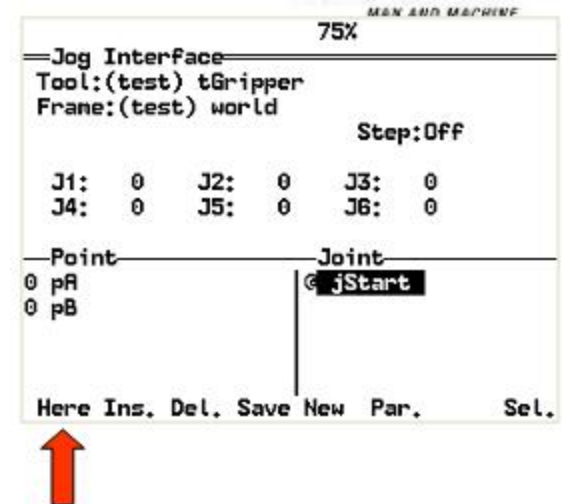 MAN AND MACHINE
75%
Jog Interface
Tool:(test) tGripper
Frame:(test) world
Step:Off
J1: 0 J2: 0 J3: 0
J4: 0 J5: 0 J6: 0
Point Joint
0 pA @ jStart
0 pB
Here Ins. Del. Save New Par. Sel.